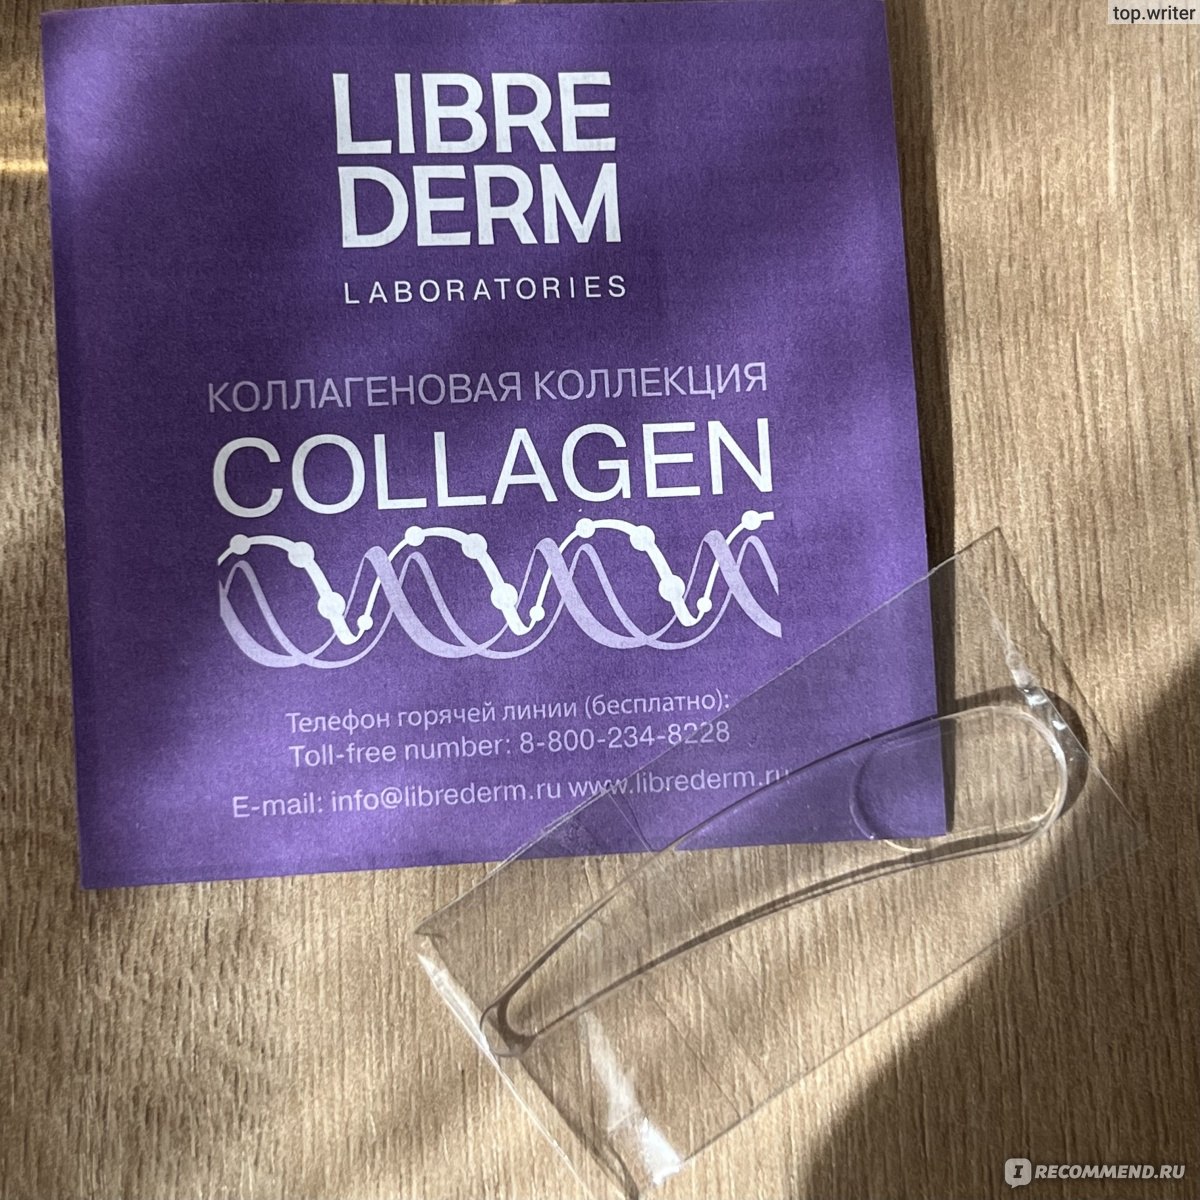 top.writer
LIBRE
DERM
LABORATORIES
КОЛЛАГЕНОВАЯ КОЛЛЕКЦИЯ
COLLAGEN
Телефон горячей линии (бесплатно):
Toll-free number: 8-800-234-8228
E-mail: info@librederm.ru www.librederm.ru
IRECOMMEND.RU